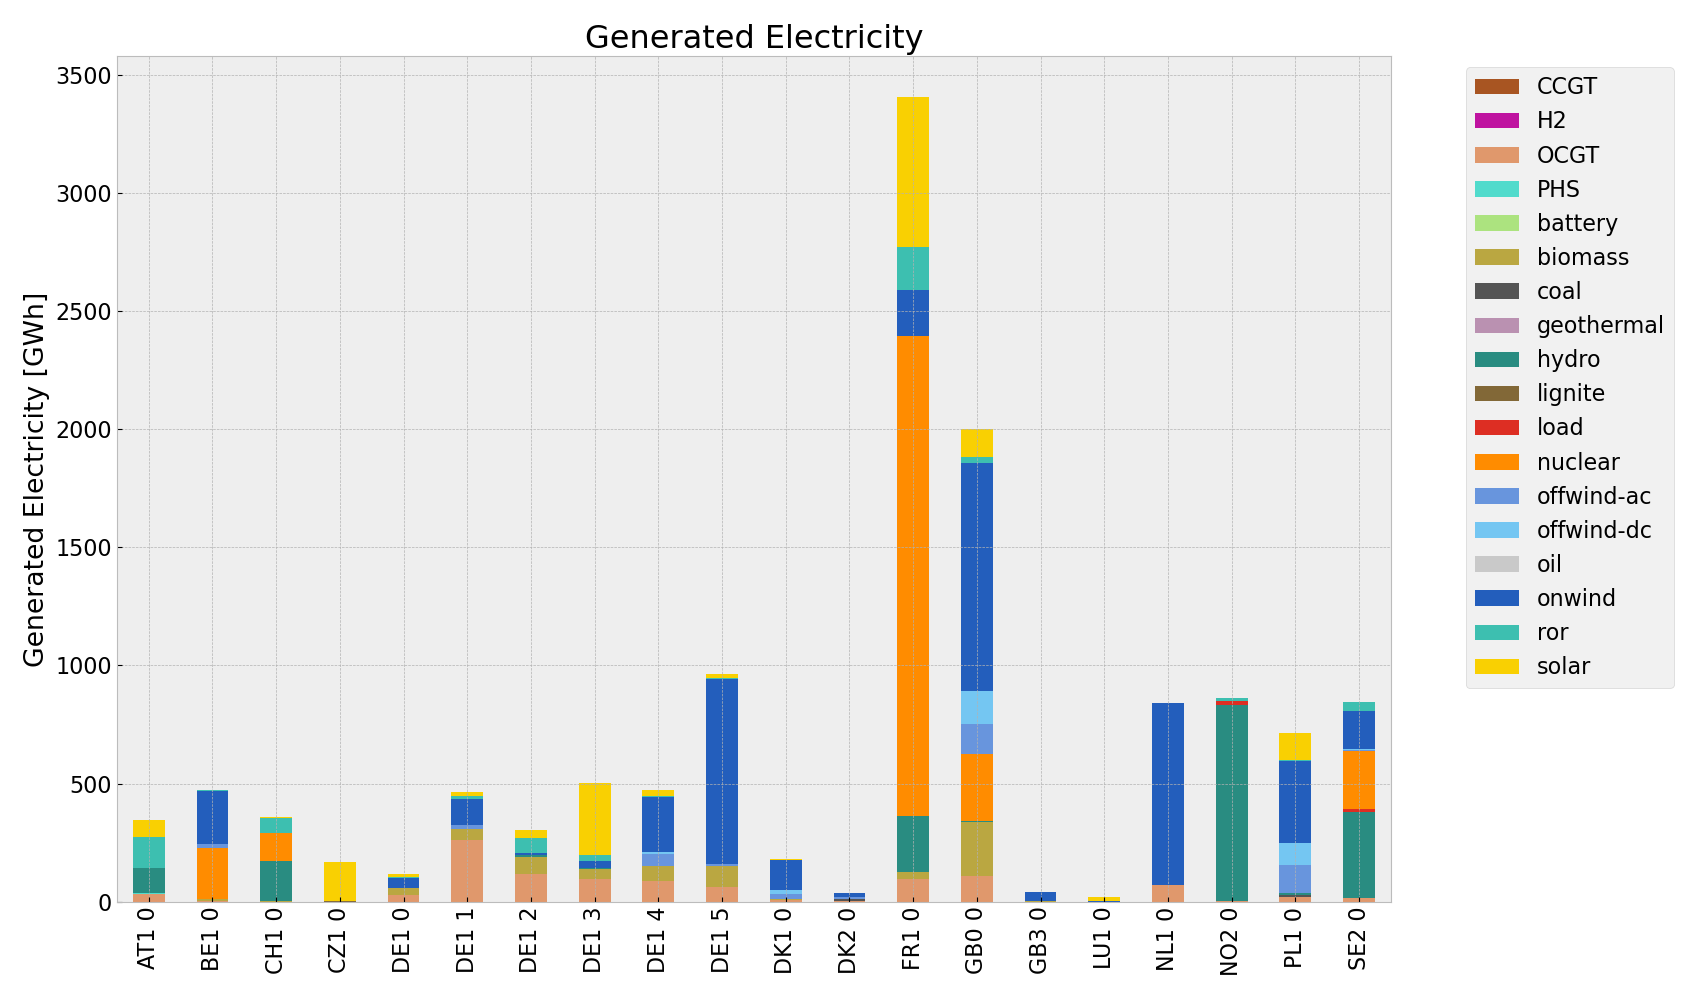 Generated Electricity
Generated Electricity [GWh]
3500
3000
2500
2000
1500
1000
500
0
AT1 0
BE1 0
CH1 0
CZ1 0
DE1 0
DE1 1
DE1 2
DE1 3
DE1 4
DE1 5
DK1 0
DK2 0
FR1 0
GB0 0
GB3 0
LU1 0
NL1 0
NO2 0
PL1 0
SE2 0
CCGT
H2
OCGT
PHS
battery
biomass
coal
geothermal
hydro
lignite
load
nuclear
offwind-ac
offwind-dc
oil
onwind
ror
solar